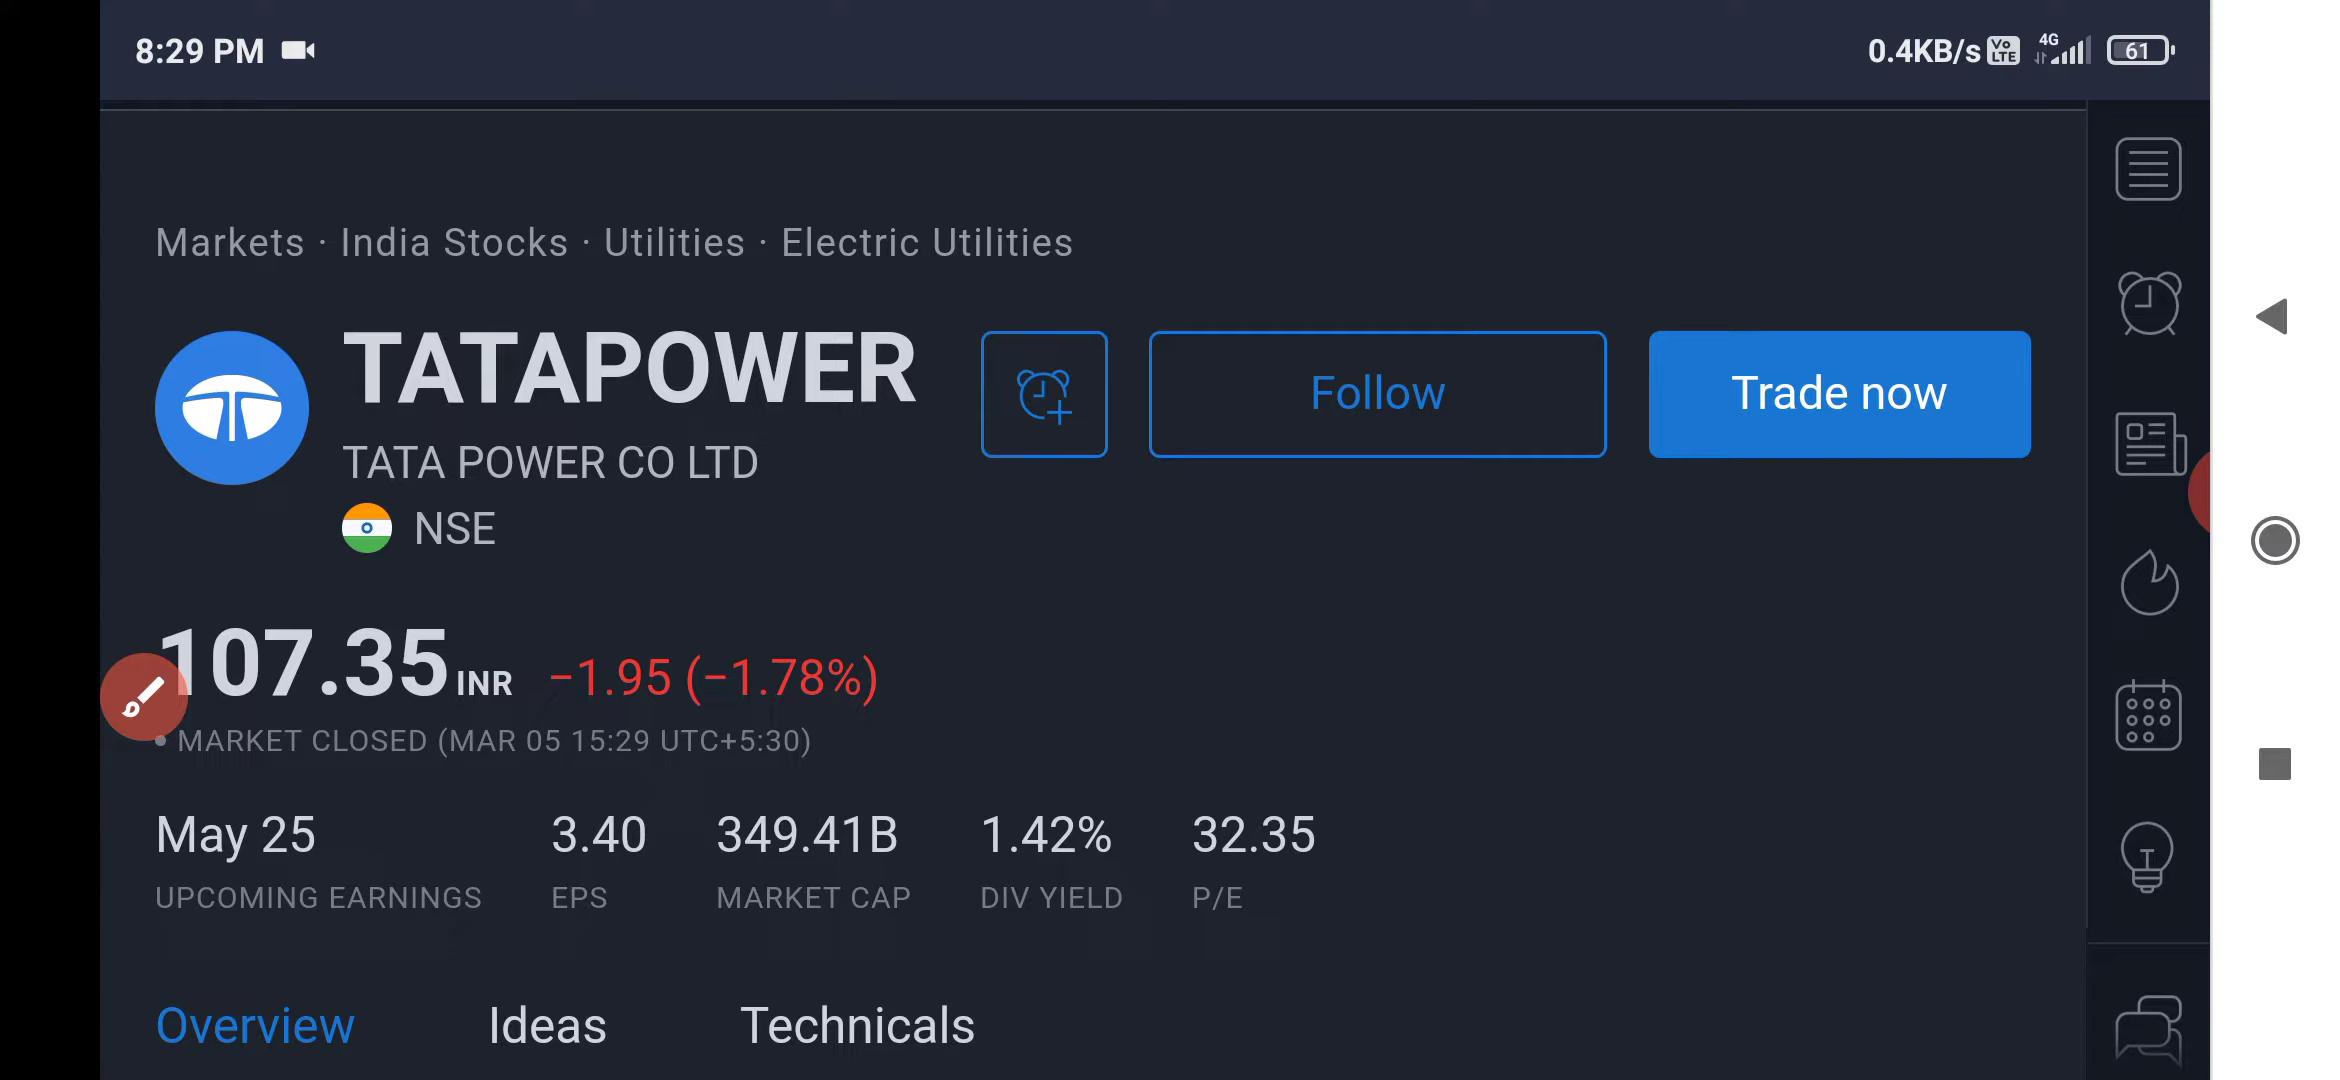 8:29 PM
0.4KB/s Vo LTE 4G 61
Markets · India Stocks · Utilities · Electric Utilities
TATAPOWER
Follow
Trade now
TATA POWER CO LTD
NSE
107.35 INR −1.95 (−1.78%)
MARKET CLOSED (MAR 05 15:29 UTC+5:30)
May 25 3.40 349.41B 1.42% 32.35
UPCOMING EARNINGS EPS MARKET CAP DIV YIELD P/E
Overview Ideas Technicals